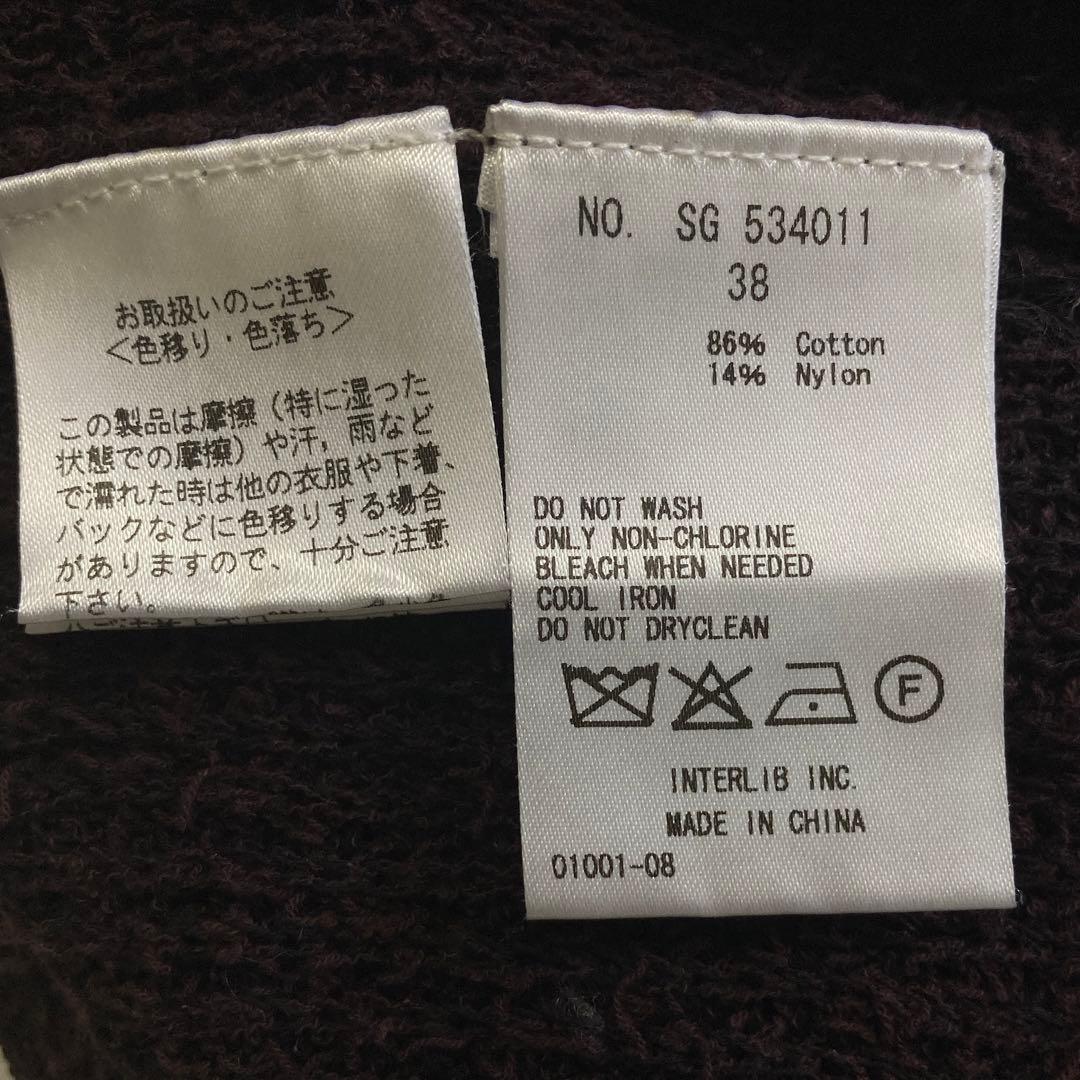 お取扱いのご注意
<色移り・色落ち>
この製品は摩擦（特に湿った
状態での摩擦）や汗，雨など
で濡れた時は他の衣服や下着、
バックなどに色移りする場合
がありますので、十分ご注意
下さい。
NO. SG 534011
38
86% Cotton
14% Nylon
DO NOT WASH
ONLY NON-CHLORINE
BLEACH WHEN NEEDED
COOL IRON
DO NOT DRYCLEAN
F
INTERLIB INC.
MADE IN CHINA
01001-08